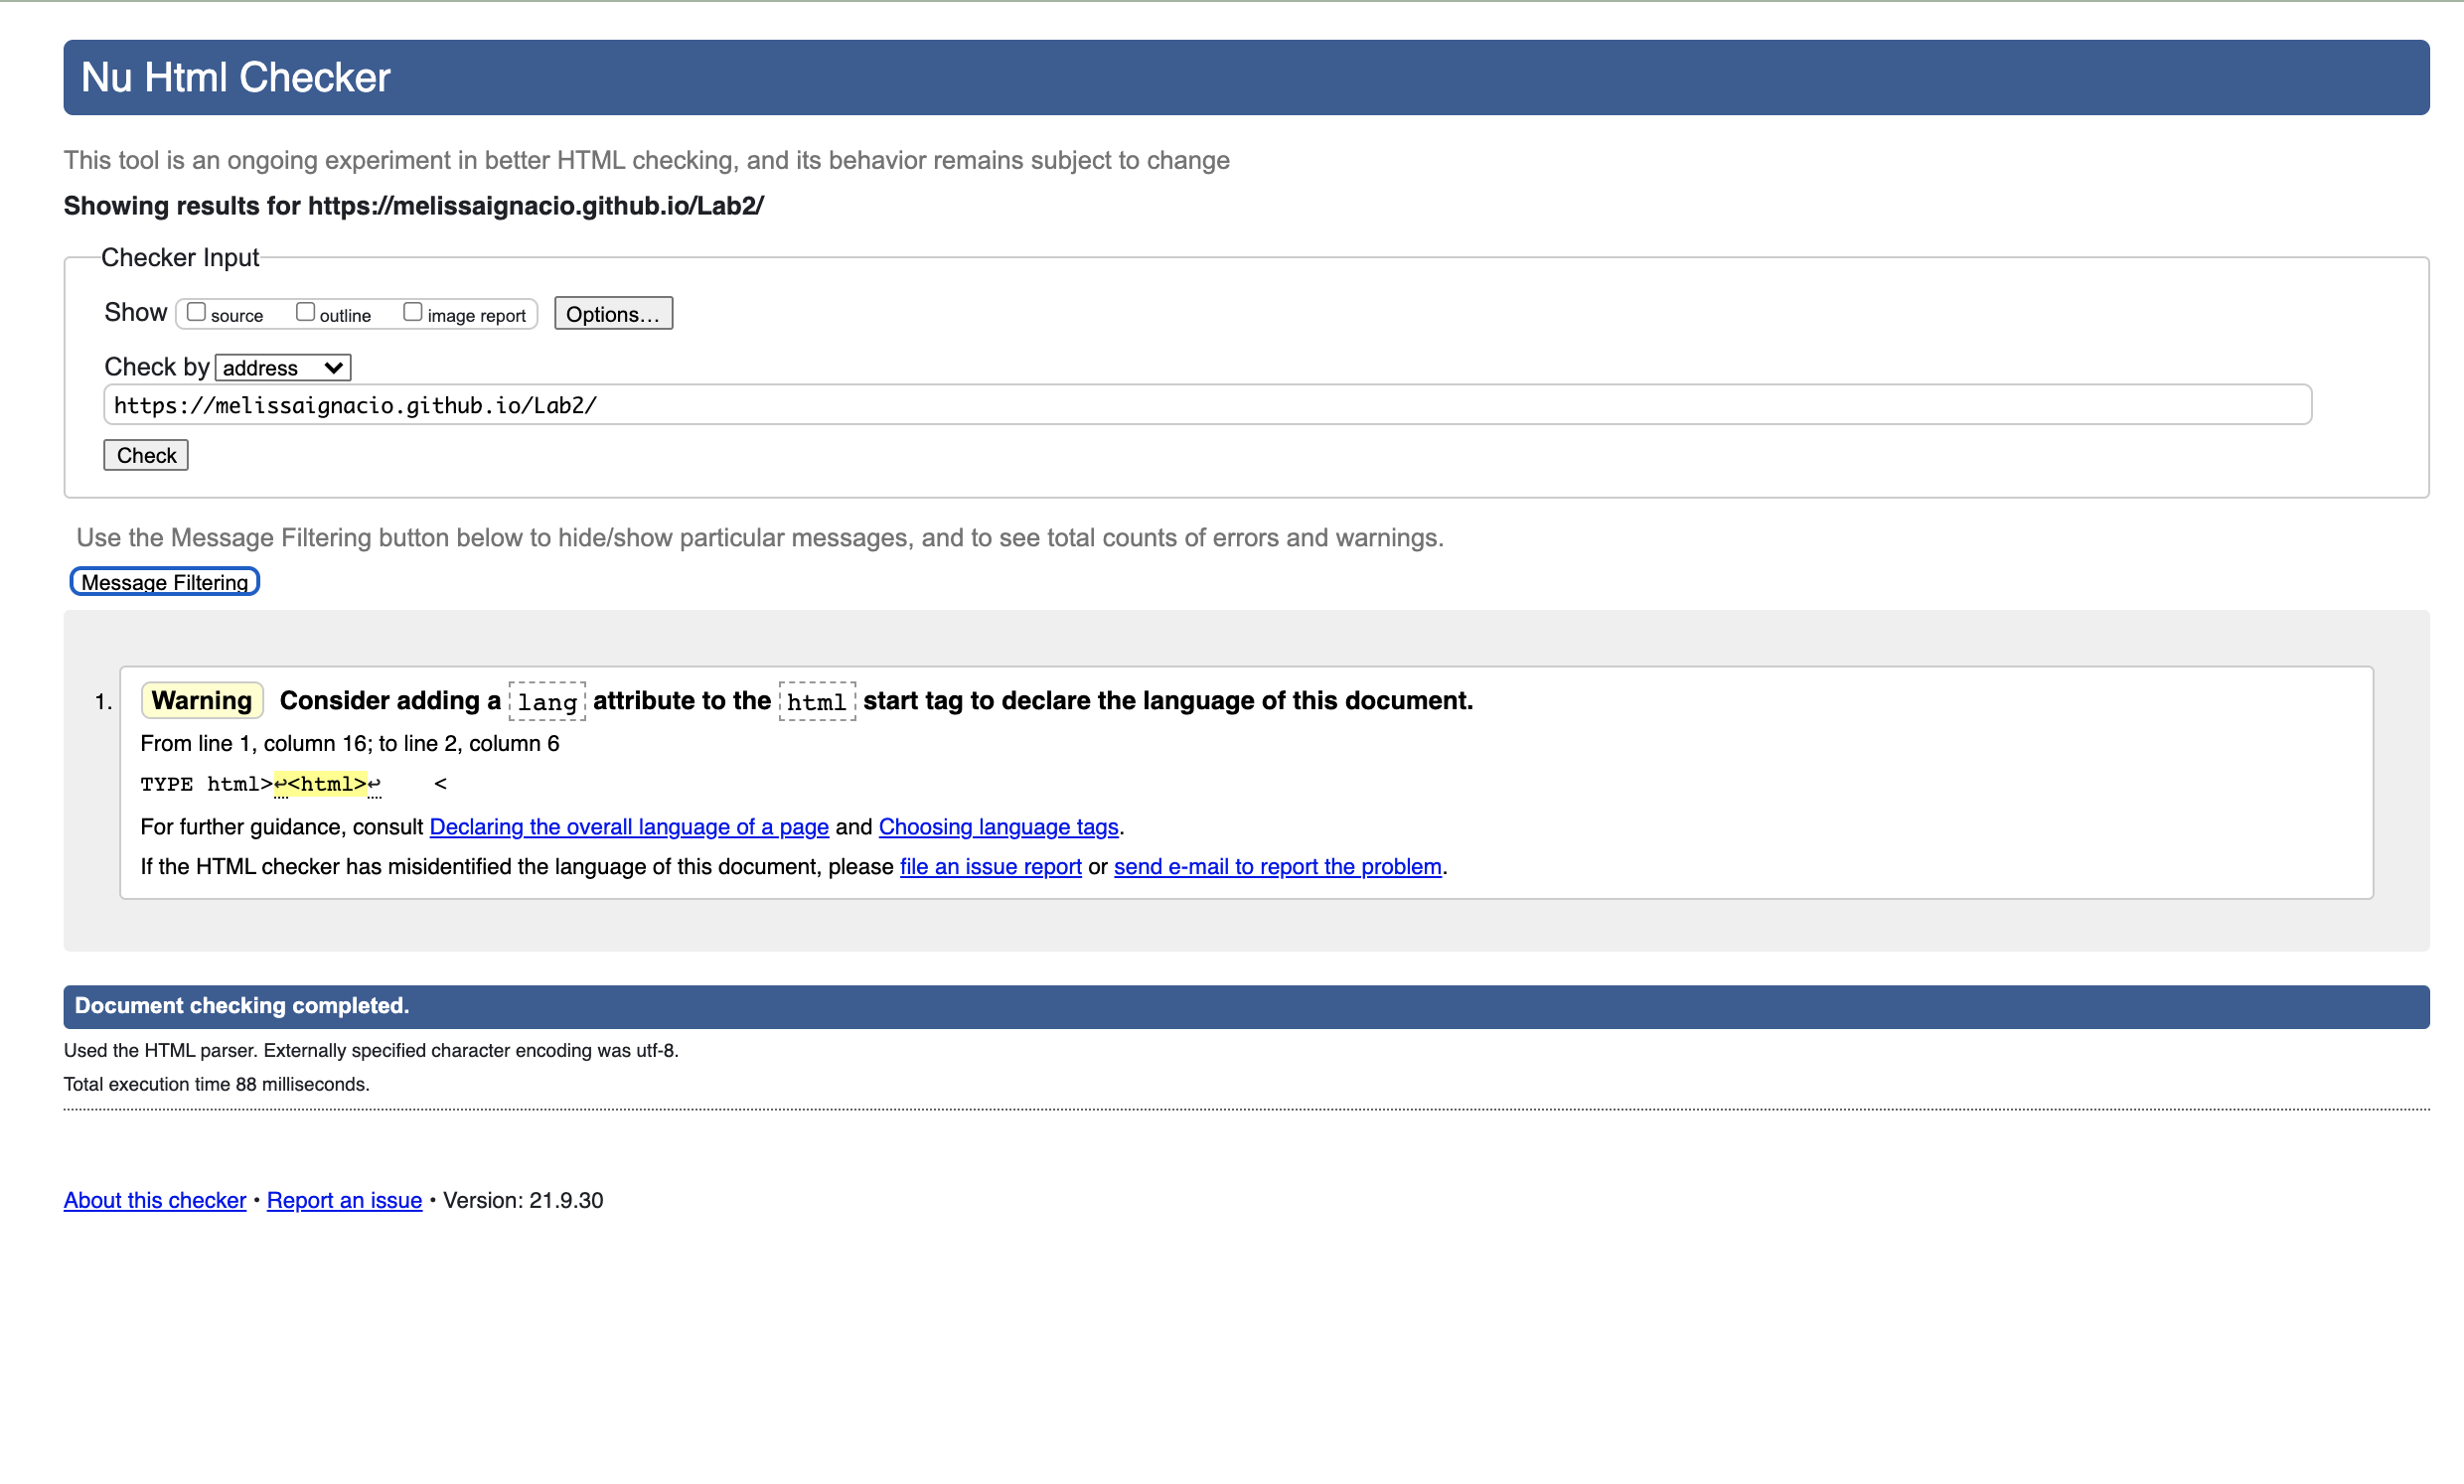 Nu Html Checker
This tool is an ongoing experiment in better HTML checking, and its behavior remains subject to change
Showing results for https://melissaignacio.github.io/Lab2/
Checker Input
Show source outline image report Options...
Check by address
https://melissaignacio.github.io/Lab2/
Check
Use the Message Filtering button below to hide/show particular messages, and to see total counts of errors and warnings.
Message Filtering
1. Warning Consider adding a lang attribute to the html start tag to declare the language of this document.
From line 1, column 16; to line 2, column 6
TYPE html>↩<html>↩    <
For further guidance, consult Declaring the overall language of a page and Choosing language tags.
If the HTML checker has misidentified the language of this document, please file an issue report or send e-mail to report the problem.
Document checking completed.
Used the HTML parser. Externally specified character encoding was utf-8.
Total execution time 88 milliseconds.
About this checker • Report an issue • Version: 21.9.30